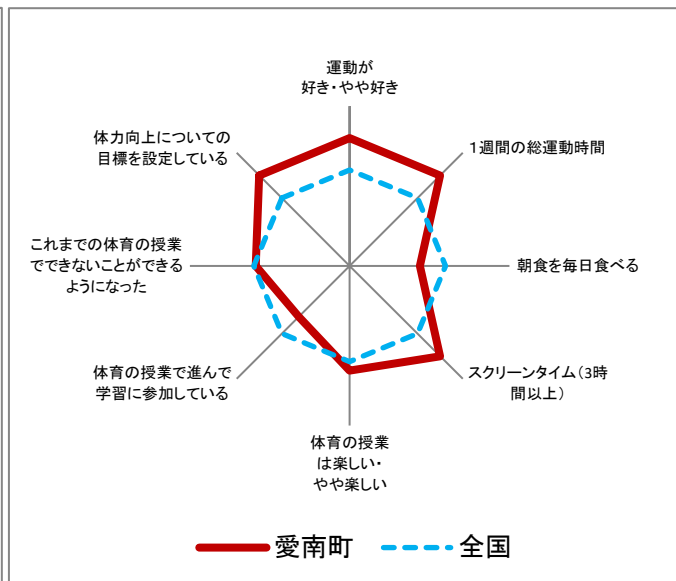 運動が
好き・やや好き
1週間の総運動時間
朝食を毎日食べる
スクリーンタイム(3時
間以上)
体育の授業
は楽しい・
やや楽しい
体育の授業で進んで
学習に参加している
これまでの体育の授業
でできないことができる
ようになった
体力向上についての
目標を設定している
愛南町
全国